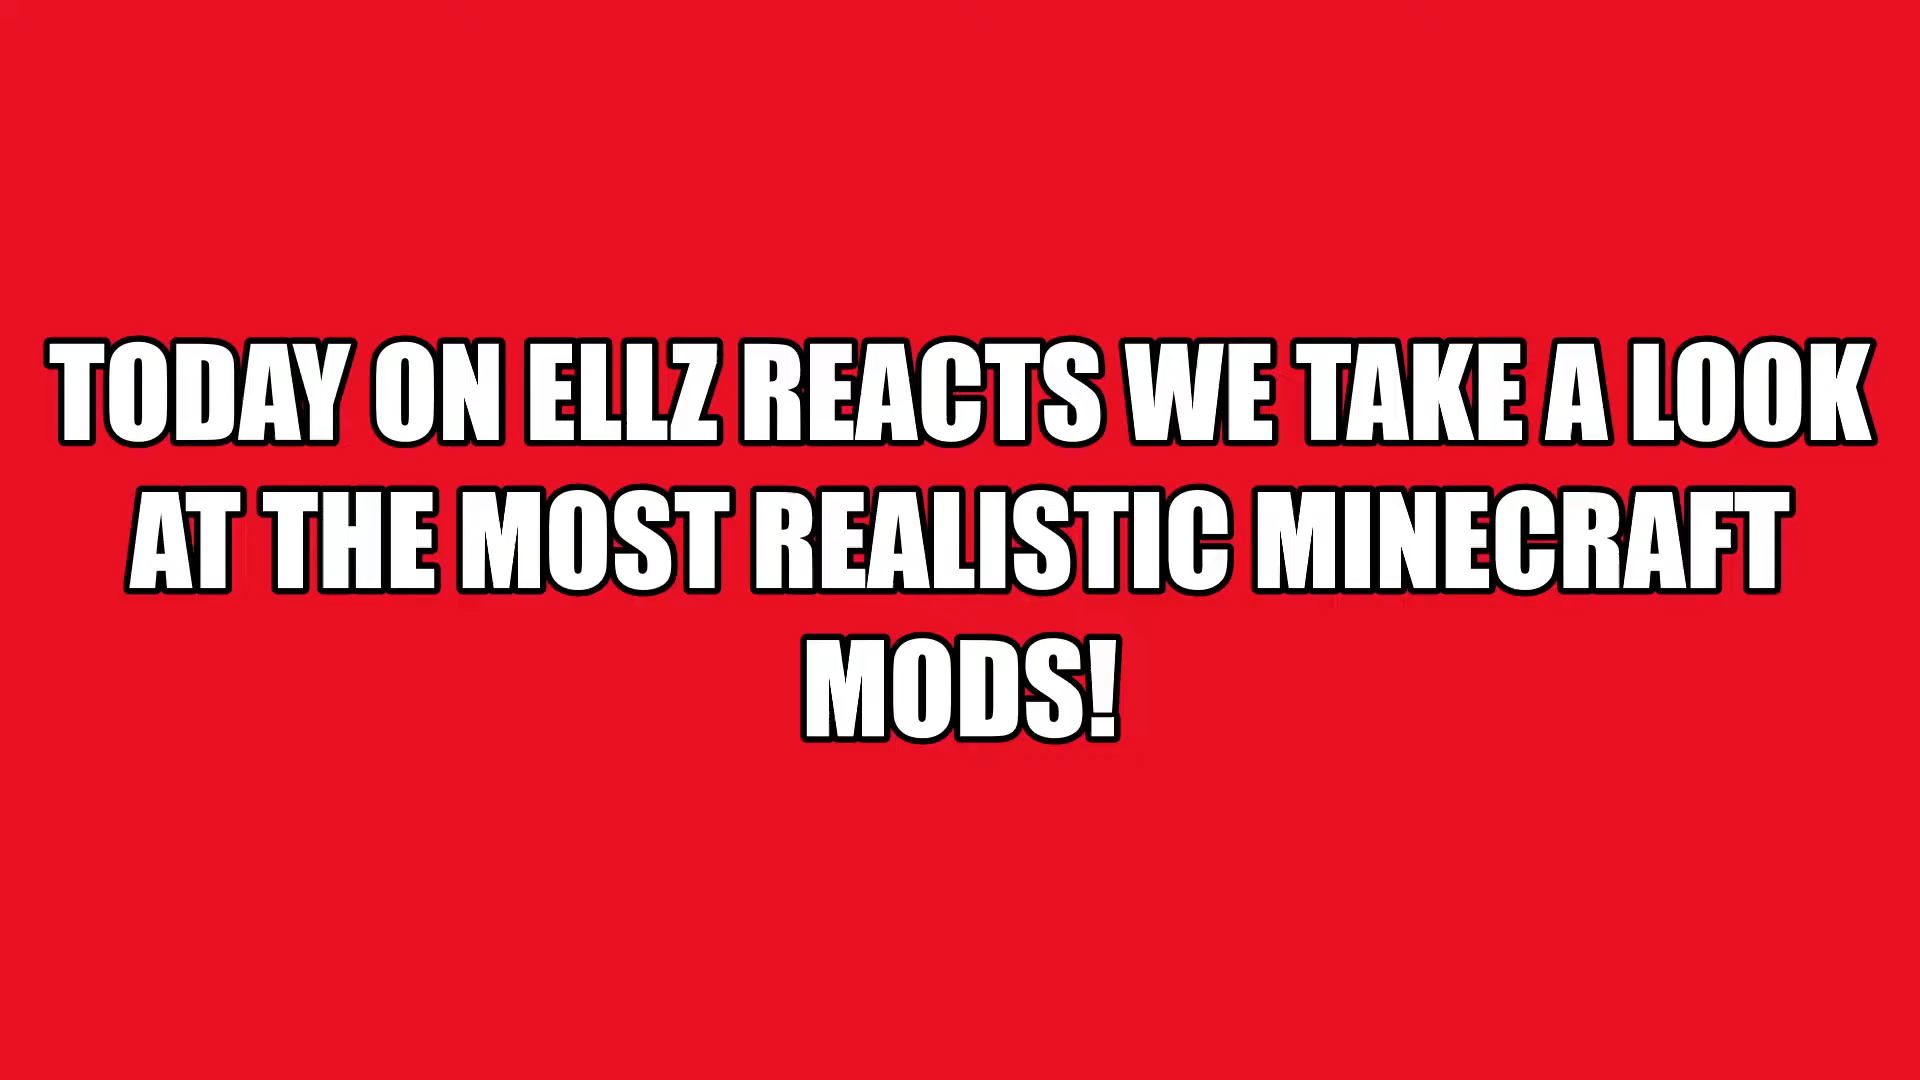 TODAY ON ELLZ REACTS WE TAKE A LOOK
AT THE MOST REALISTIC MINECRAFT
MODS!